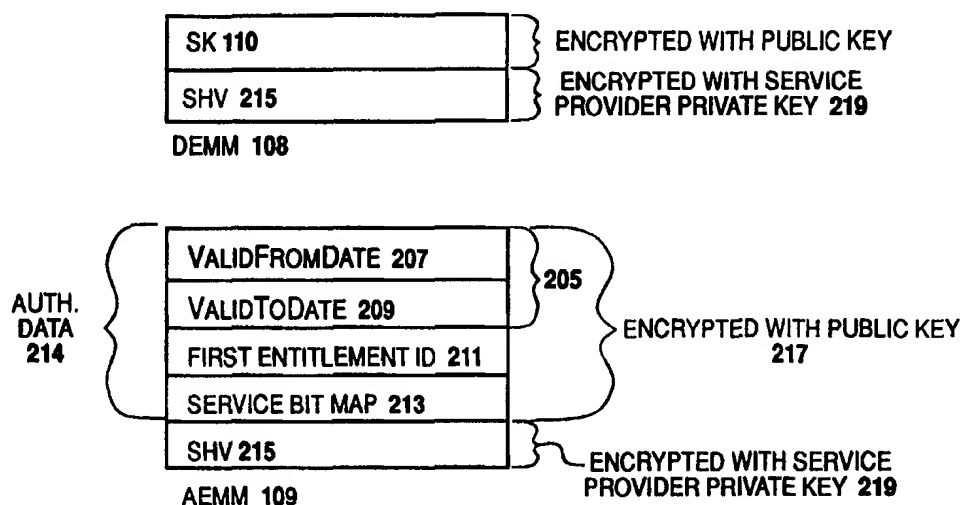 SK 110
ENCRYPTED WITH PUBLIC KEY
SHV 215
ENCRYPTED WITH SERVICE
PROVIDER PRIVATE KEY 219
DEMM 108
VALIDFROMDATE 207
205
VALIDTODATE 209
AUTH.
DATA
214
ENCRYPTED WITH PUBLIC KEY
217
FIRST ENTITLEMENT ID 211
SERVICE BIT MAP 213
SHV 215
ENCRYPTED WITH SERVICE
PROVIDER PRIVATE KEY 219
AEMM 109